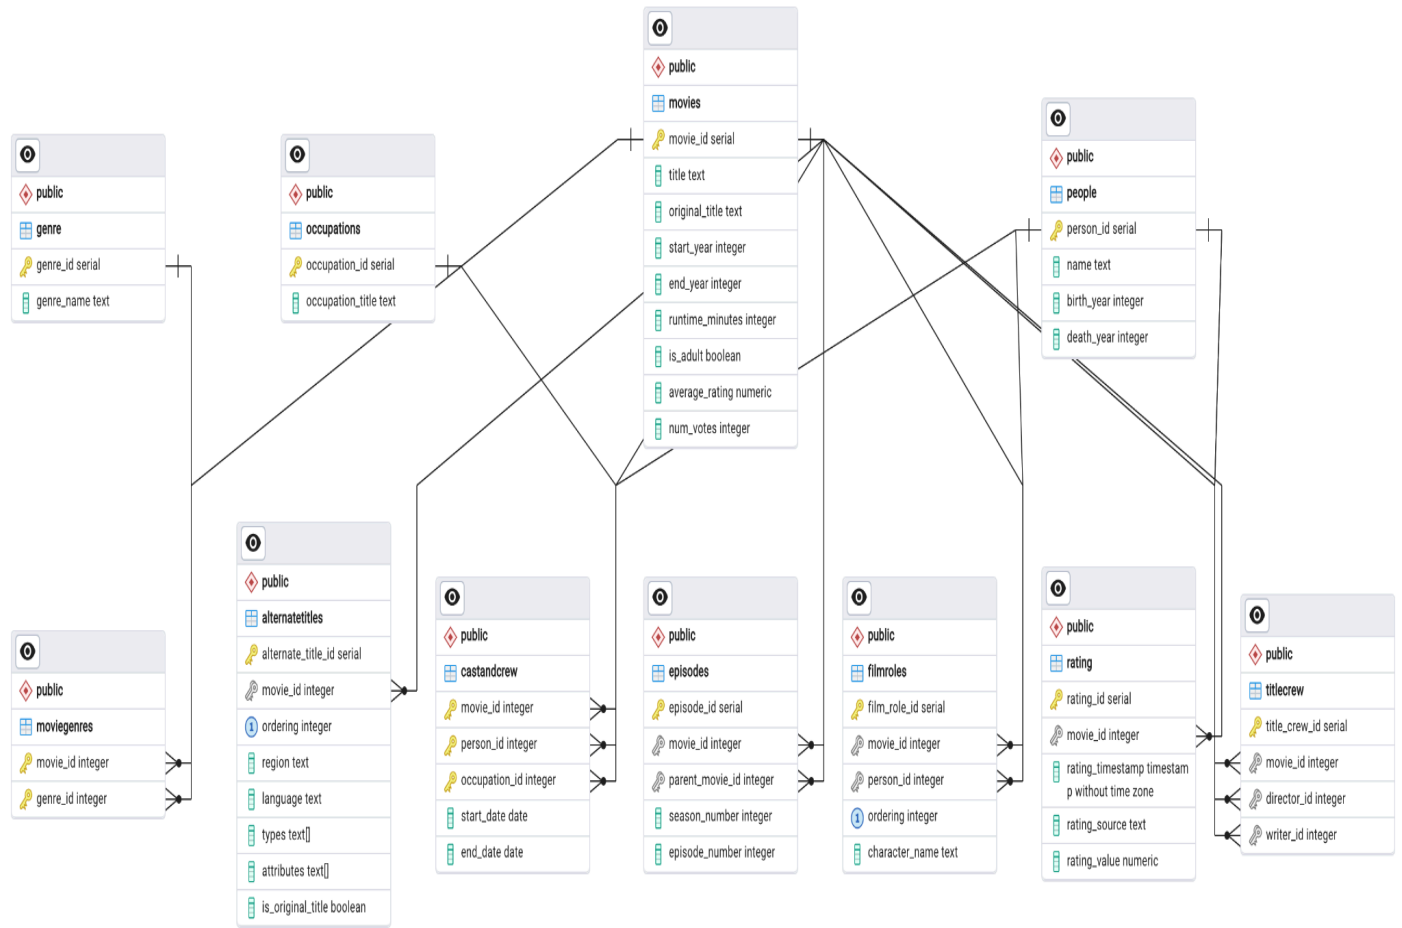 public
movies
movie_id serial
title text
original_title text
start_year integer
end_year integer
runtime_minutes integer
is_adult boolean
average_rating numeric
num_votes integer
public
people
person_id serial
name text
birth_year integer
death_year integer
public
genre
genre_id serial
genre_name text
public
occupations
occupation_id serial
occupation_title text
public
moviegenres
movie_id integer
genre_id integer
public
alternatetitles
alternate_title_id serial
movie_id integer
1
ordering integer
region text
language text
types text[]
attributes text[]
is_original_title boolean
public
castandcrew
movie_id integer
person_id integer
occupation_id integer
start_date date
end_date date
public
episodes
episode_id serial
movie_id integer
parent_movie_id integer
season_number integer
episode_number integer
public
filmroles
film_role_id serial
movie_id integer
person_id integer
1
ordering integer
character_name text
public
rating
rating_id serial
movie_id integer
rating_timestamp timestam
p without time zone
rating_source text
rating_value numeric
public
titlecrew
title_crew_id serial
movie_id integer
director_id integer
writer_id integer